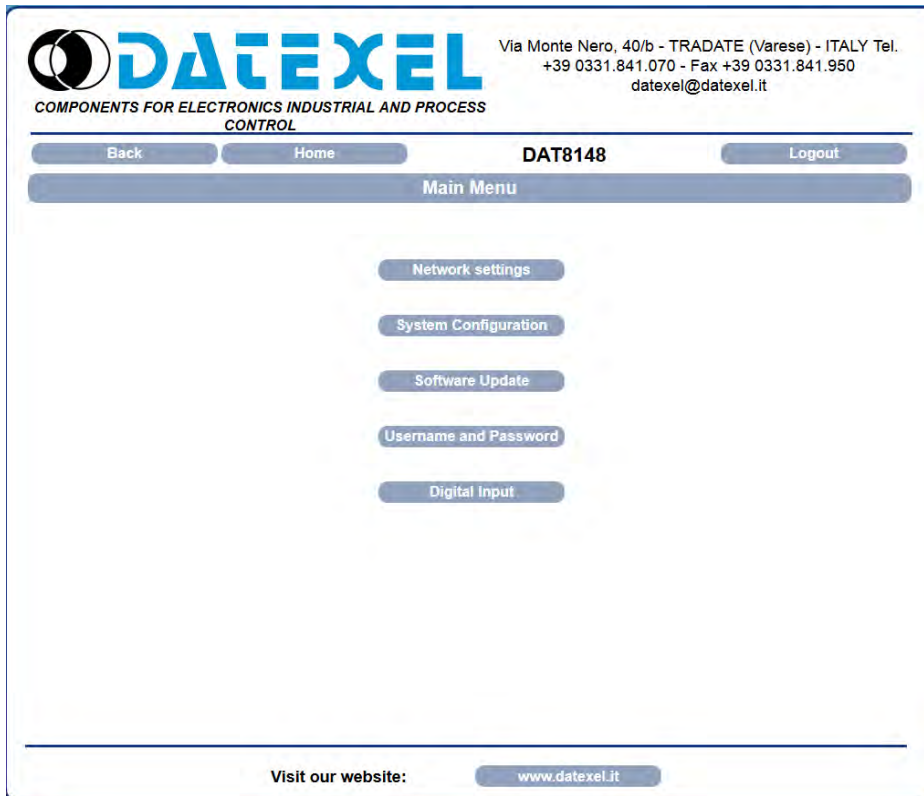 DATEXEL
COMPONENTS FOR ELECTRONICS INDUSTRIAL AND PROCESS
CONTROL
Via Monte Nero, 40/b - TRADATE (Varese) - ITALY Tel.
+39 0331.841.070 - Fax +39 0331.841.950
datexel@datexel.it
Back Home DAT8148 Logout
Main Menu
Network settings
System Configuration
Software Update
Username and Password
Digital Input
Visit our website: www.datexel.it